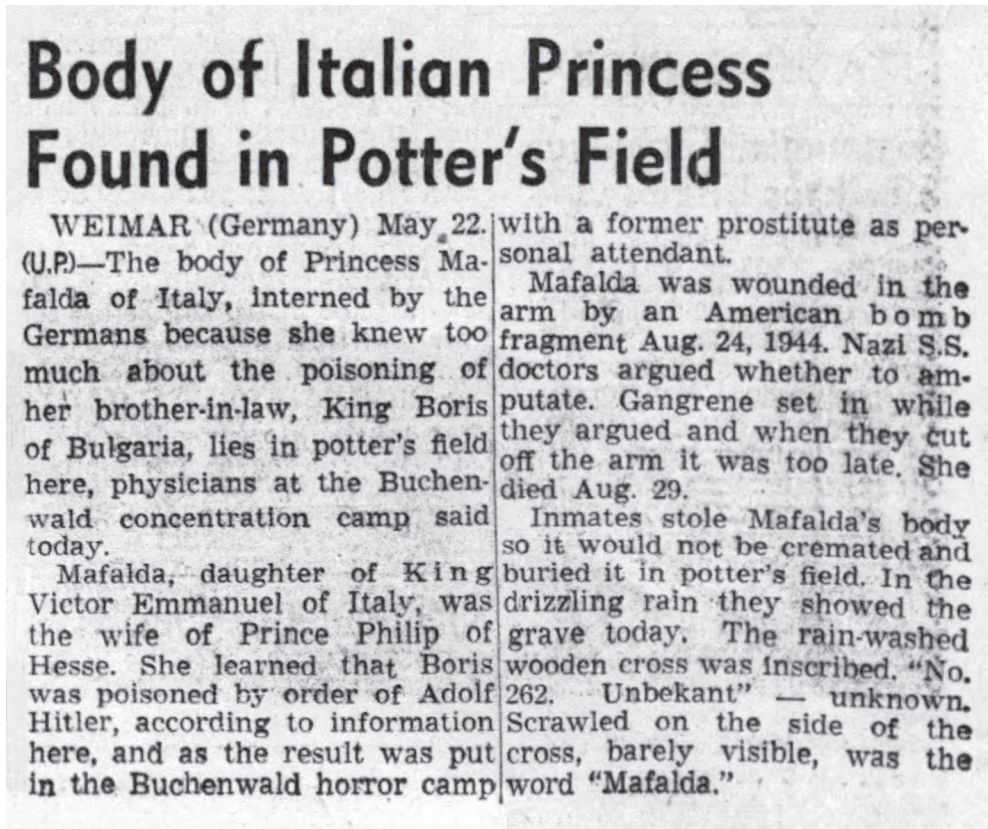 Body of Italian Princess
Found in Potter's Field
WEIMAR (Germany) May 22.
(U.P.)—The body of Princess Ma-
falda of Italy, interned by the
Germans because she knew too
much about the poisoning of
her brother-in-law, King Boris
of Bulgaria, lies in potter's field
here, physicians at the Buchen-
wald concentration camp said
today.
Mafalda, daughter of King
Victor Emmanuel of Italy, was
the wife of Prince Philip of
Hesse. She learned that Boris
was poisoned by order of Adolf
Hitler, according to information
here, and as the result was put
in the Buchenwald horror camp
with a former prostitute as per-
sonal attendant.
Mafalda was wounded in the
arm by an American bomb
fragment Aug. 24, 1944. Nazi S.S.
doctors argued whether to am-
putate. Gangrene set in while
they argued and when they cut
off the arm it was too late. She
died Aug. 29.
Inmates stole Mafalda's body
so it would not be cremated and
buried it in potter's field. In the
drizzling rain they showed the
grave today. The rain-washed
wooden cross was inscribed. "No.
262. Unbekant" — unknown.
Scrawled on the side of the
cross, barely visible, was the
word "Mafalda."